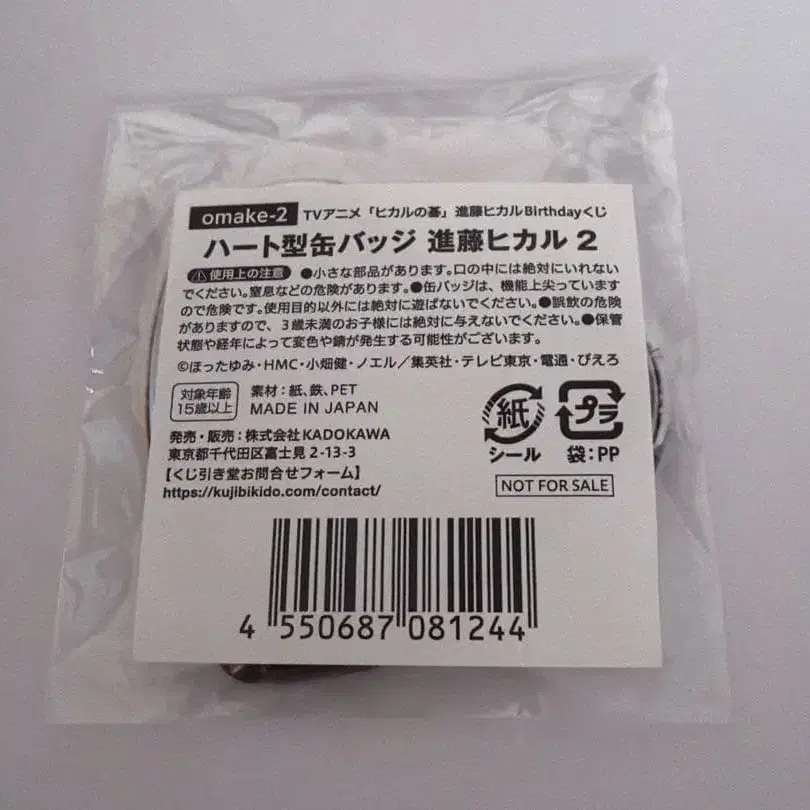 omake-2 TVアニメ「ヒカルの碁」進藤ヒカルBirthdayくじ
ハート型缶バッジ 進藤ヒカル 2
使用上の注意 ●小さな部品があります。口の中には絶対にいれない
でください。窒息などの危険があります。●缶バッジは、機能上尖っています
ので危険です。使用目的以外には絶対に遊ばないでください。●誤飲の危険
がありますので、3歳未満のお子様には絶対に与えないでください。●保管
状態や経年によって変色や錆が発生する可能性がございます。
©ほったゆみ・HMC・小畑健・ノエル/集英社・テレビ東京・電通・ぴえろ
対象年齢
15歳以上
素材:紙、鉄、PET
MADE IN JAPAN
発売・販売:株式会社KADOKAWA
東京都千代田区富士見 2-13-3
【くじ引き堂お問合せフォーム】
https://kujibikido.com/contact/
紙
シール
プラ
袋:PP
NOT FOR SALE
4 550687 081244